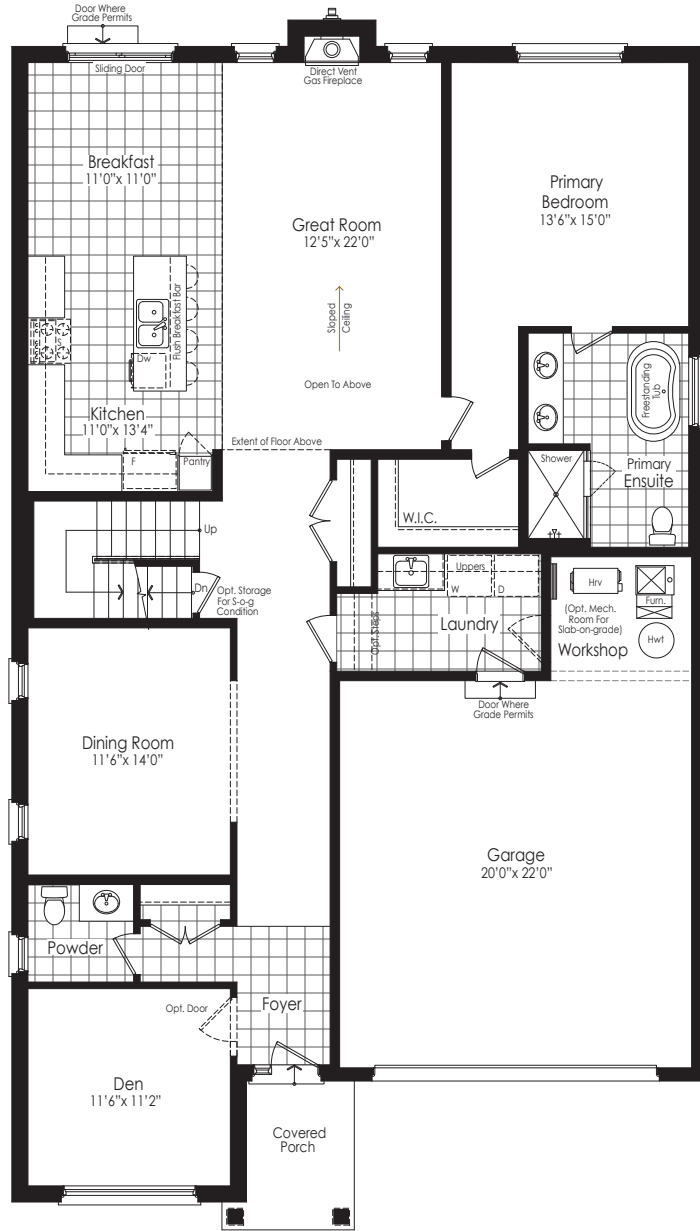 Door Where
Grade Permits
Sliding Door
Direct Vent
Gas Fireplace
Breakfast
11'0"x 11'0"
Great Room
12'5"x 22'0"
Primary
Bedroom
13'6"x 15'0"
Sloped
Ceiling
Flush Breakfast Bar
S
Dw
Open To Above
Freestanding
Tub
Kitchen
11'0"x 13'4"
Extent of Floor Above
F
Pantry
Shower
Primary
Ensuite
W.I.C.
Up
Dn
Opt. Storage
For S-o-g
Condition
Uppers
W
D
Opt. Steps
Laundry
Hrv
Furn.
(Opt. Mech.
Room For
Slab-on-grade)
Hwt
Workshop
Door Where
Grade Permits
Dining Room
11'6"x 14'0"
Garage
20'0"x 22'0"
Powder
Opt. Door
Foyer
Den
11'6"x 11'2"
Covered
Porch